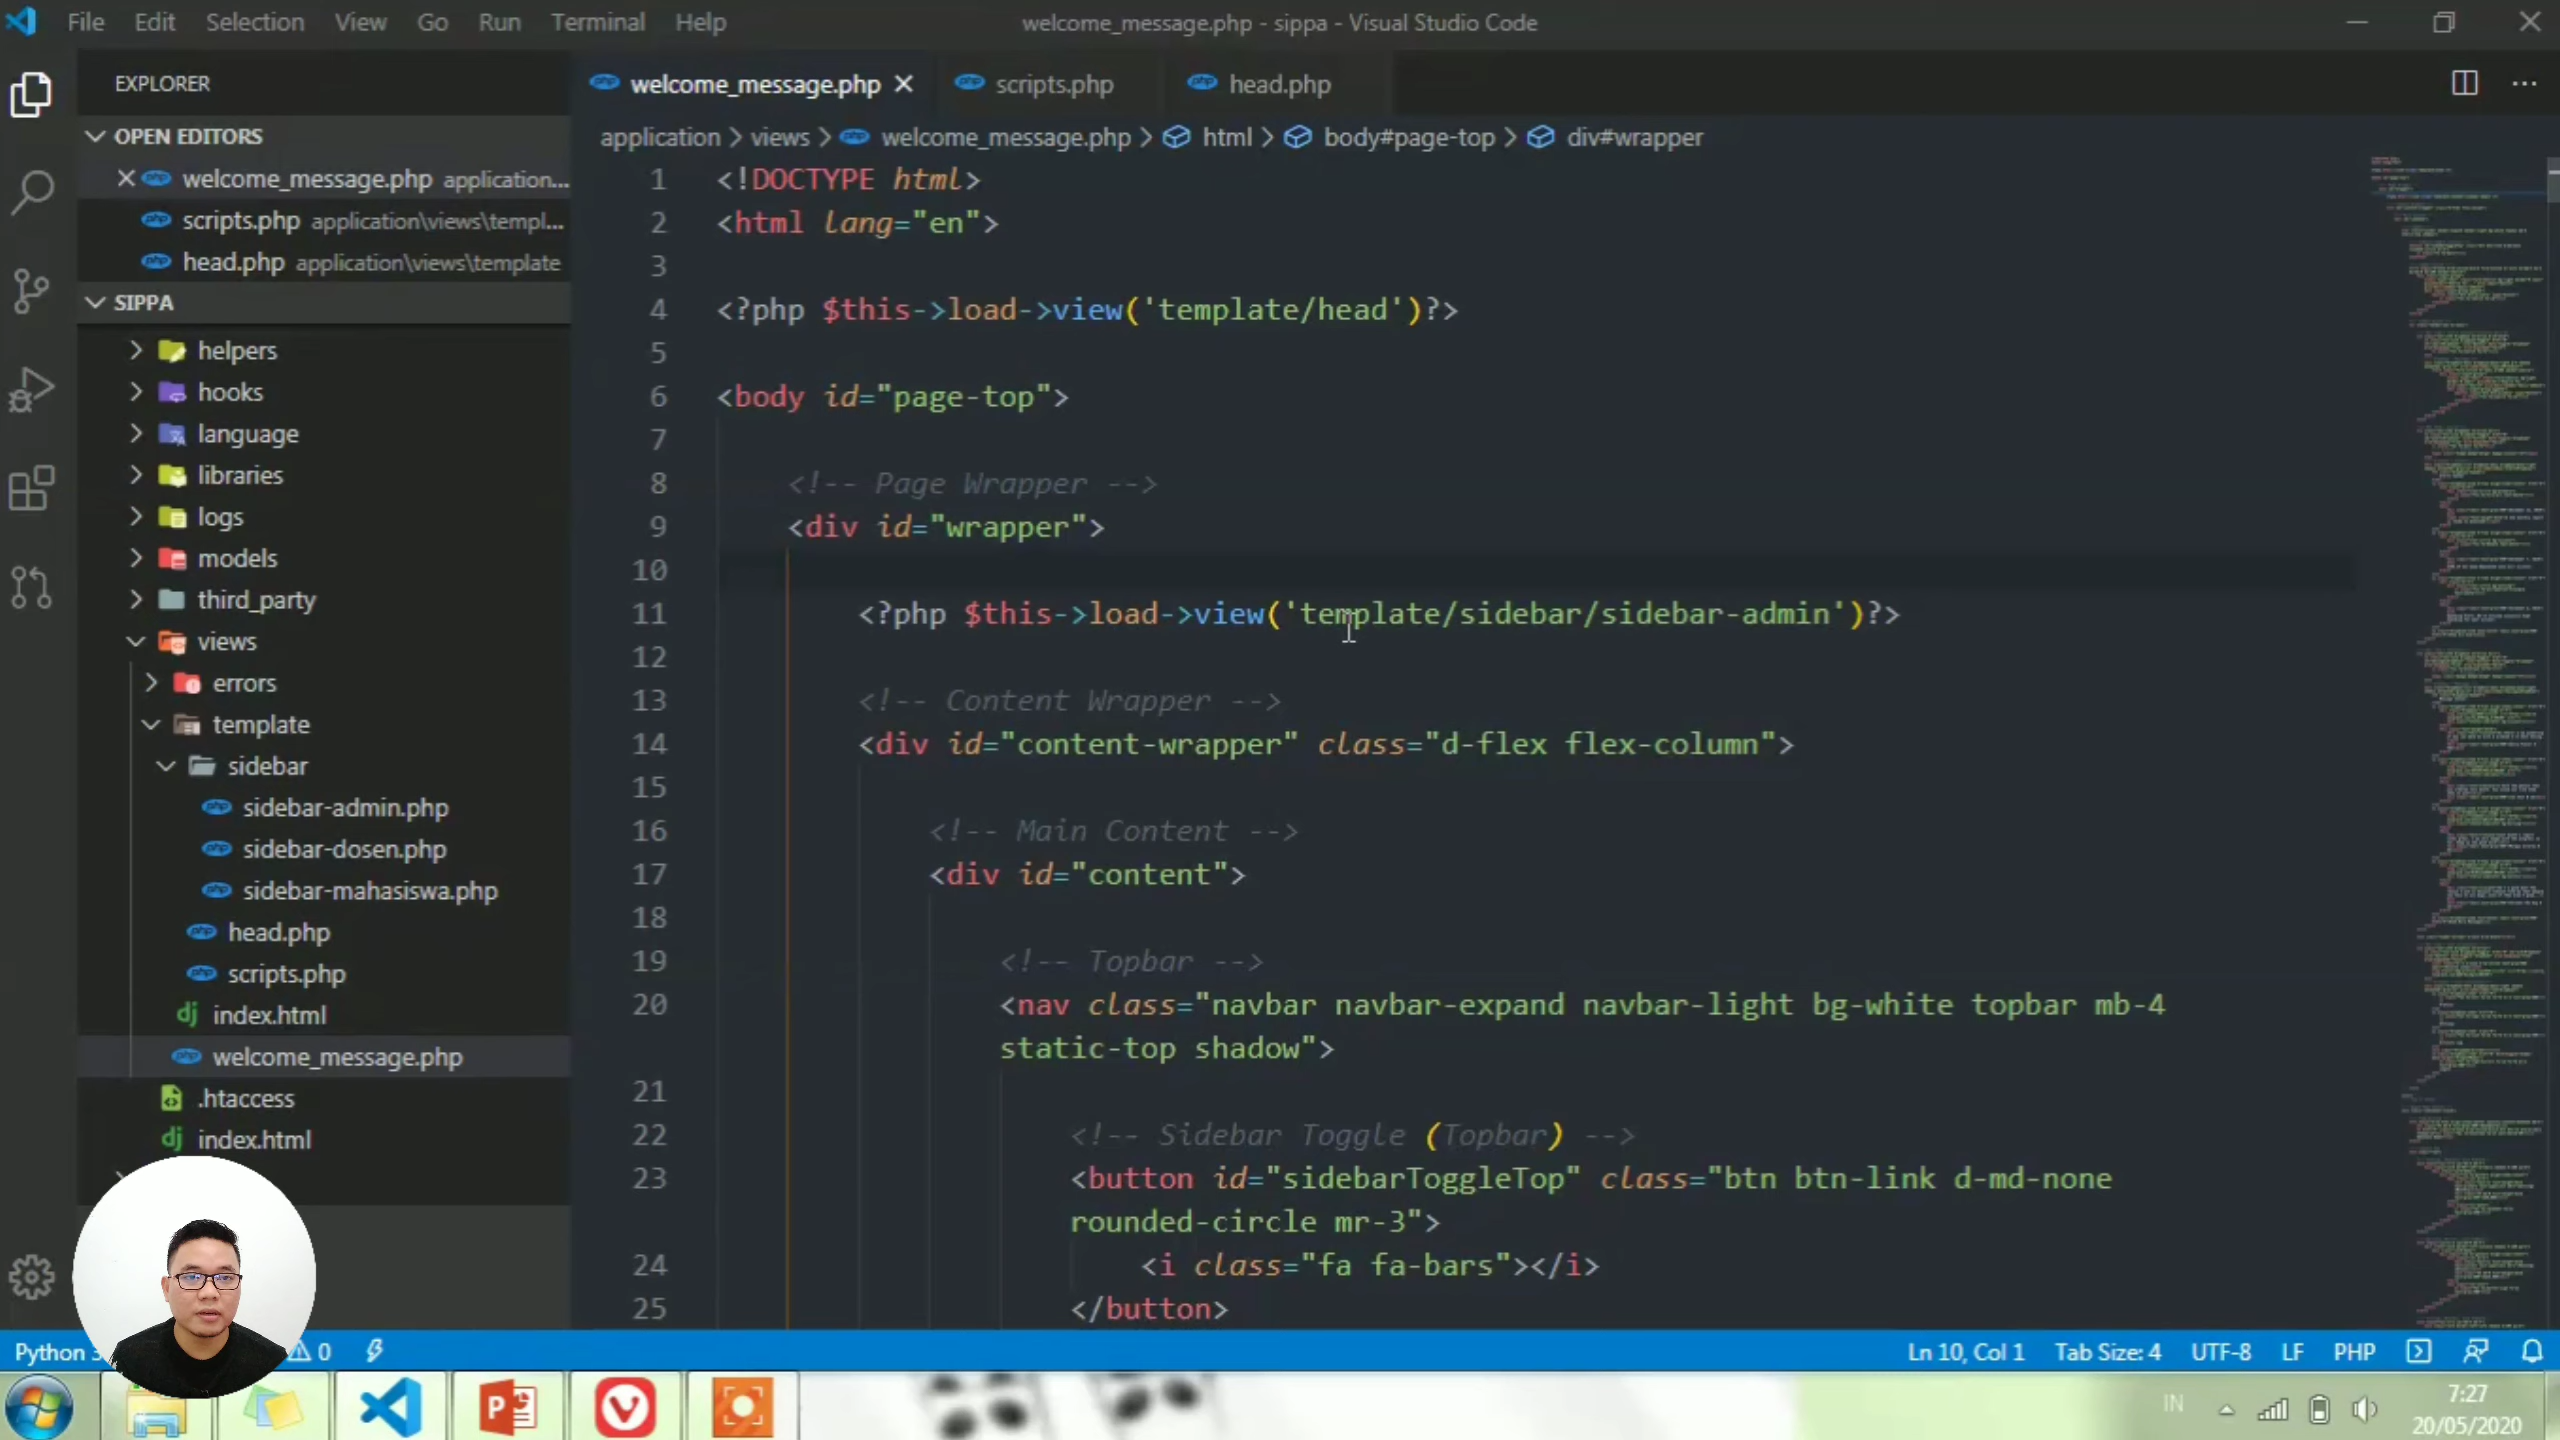 File Edit Selection View Go Run Terminal Help
welcome_message.php - sippa - Visual Studio Code
EXPLORER
OPEN EDITORS
welcome_message.php application...
scripts.php application\views\templ...
head.php application\views\template
SIPPA
helpers
hooks
language
libraries
logs
models
third_party
views
errors
template
sidebar
sidebar-admin.php
sidebar-dosen.php
sidebar-mahasiswa.php
head.php
scripts.php
index.html
welcome_message.php
.htaccess
index.html
welcome_message.php scripts.php head.php
application > views > welcome_message.php > html > body#page-top > div#wrapper
1 <!DOCTYPE html>
2 <html lang="en">
3
4 <?php $this->load->view('template/head')?>
5
6 <body id="page-top">
7
8 <!-- Page Wrapper -->
9 <div id="wrapper">
10
11 <?php $this->load->view('template/sidebar/sidebar-admin')?>
12
13 <!-- Content Wrapper -->
14 <div id="content-wrapper" class="d-flex flex-column">
15
16 <!-- Main Content -->
17 <div id="content">
18
19 <!-- Topbar -->
20 <nav class="navbar navbar-expand navbar-light bg-white topbar mb-4
static-top shadow">
21
22 <!-- Sidebar Toggle (Topbar) -->
23 <button id="sidebarToggleTop" class="btn btn-link d-md-none
rounded-circle mr-3">
24 <i class="fa fa-bars"></i>
25 </button>
Python 0 Ln 10, Col 1 Tab Size: 4 UTF-8 LF PHP
IN 7:27
20/05/2020